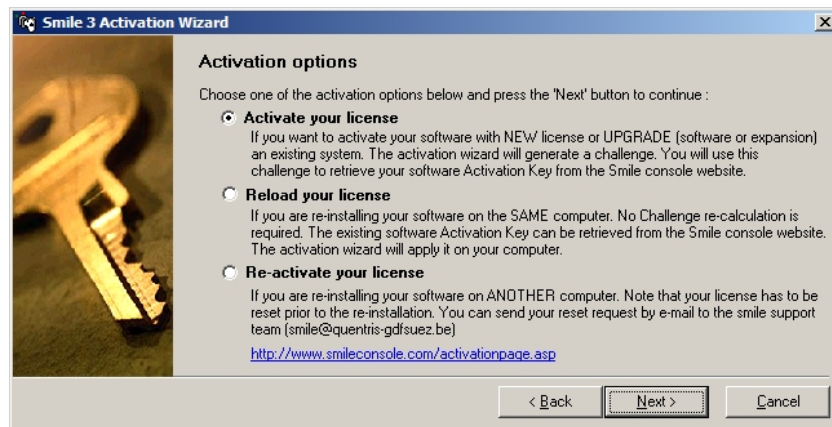 Smile 3 Activation Wizard
Activation options
Choose one of the activation options below and press the 'Next' button to continue :
Activate your license
If you want to activate your software with NEW license or UPGRADE (software or expansion)
an existing system. The activation wizard will generate a challenge. You will use this
challenge to retrieve your software Activation Key from the Smile console website.
Reload your license
If you are re-installing your software on the SAME computer. No Challenge re-calculation is
required. The existing software Activation Key can be retrieved from the Smile console website.
The activation wizard will apply it on your computer.
Re-activate your license
If you are re-installing your software on ANOTHER computer. Note that your license has to be
reset prior to the re-installation. You can send your reset request by e-mail to the smile support
team (smile@quentris-gdfsuez.be)
http://www.smileconsole.com/activationpage.asp
< Back Next > Cancel